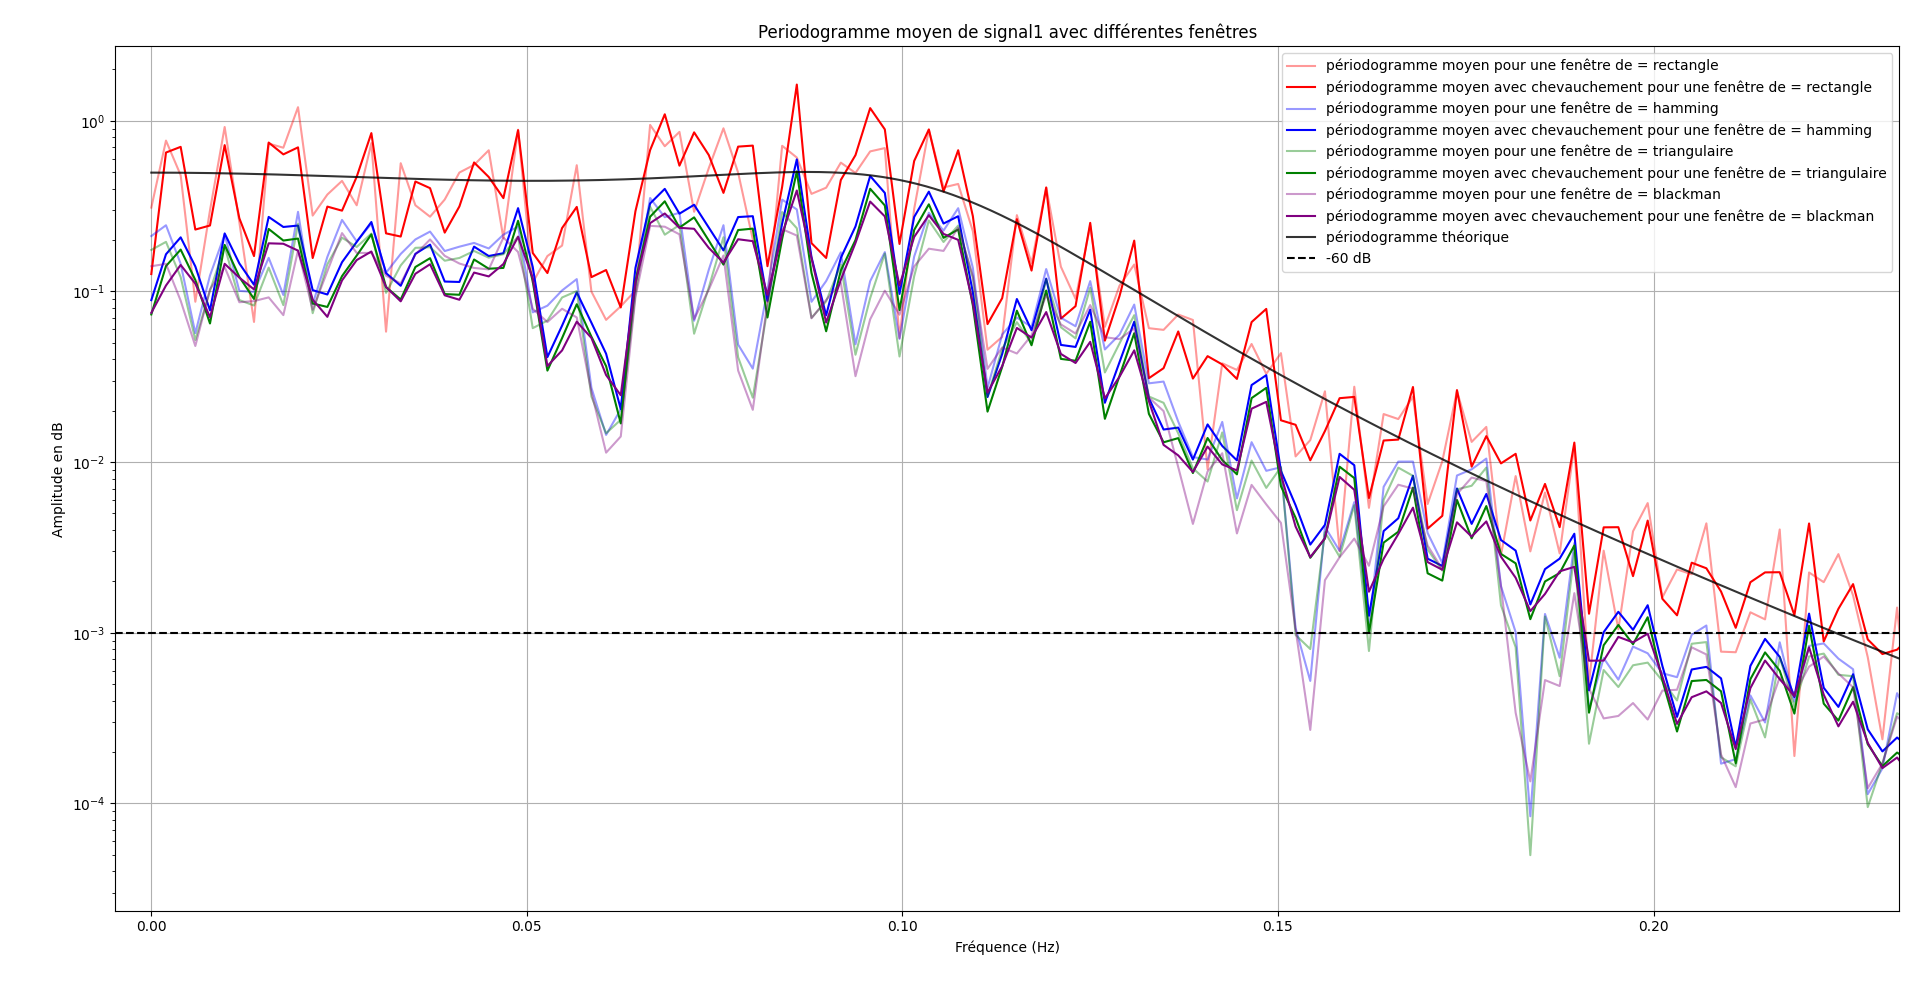 Periodogramme moyen de signal1 avec différentes fenêtres
périodogramme moyen pour une fenêtre de = rectangle
périodogramme moyen avec chevauchement pour une fenêtre de = rectangle
périodogramme moyen pour une fenêtre de = hamming
périodogramme moyen avec chevauchement pour une fenêtre de = hamming
périodogramme moyen pour une fenêtre de = triangulaire
périodogramme moyen avec chevauchement pour une fenêtre de = triangulaire
périodogramme moyen pour une fenêtre de = blackman
périodogramme moyen avec chevauchement pour une fenêtre de = blackman
périodogramme théorique
-60 dB
Amplitude en dB
10⁰
10⁻¹
10⁻²
10⁻³
10⁻⁴
0.00 0.05 0.10 0.15 0.20
Fréquence (Hz)